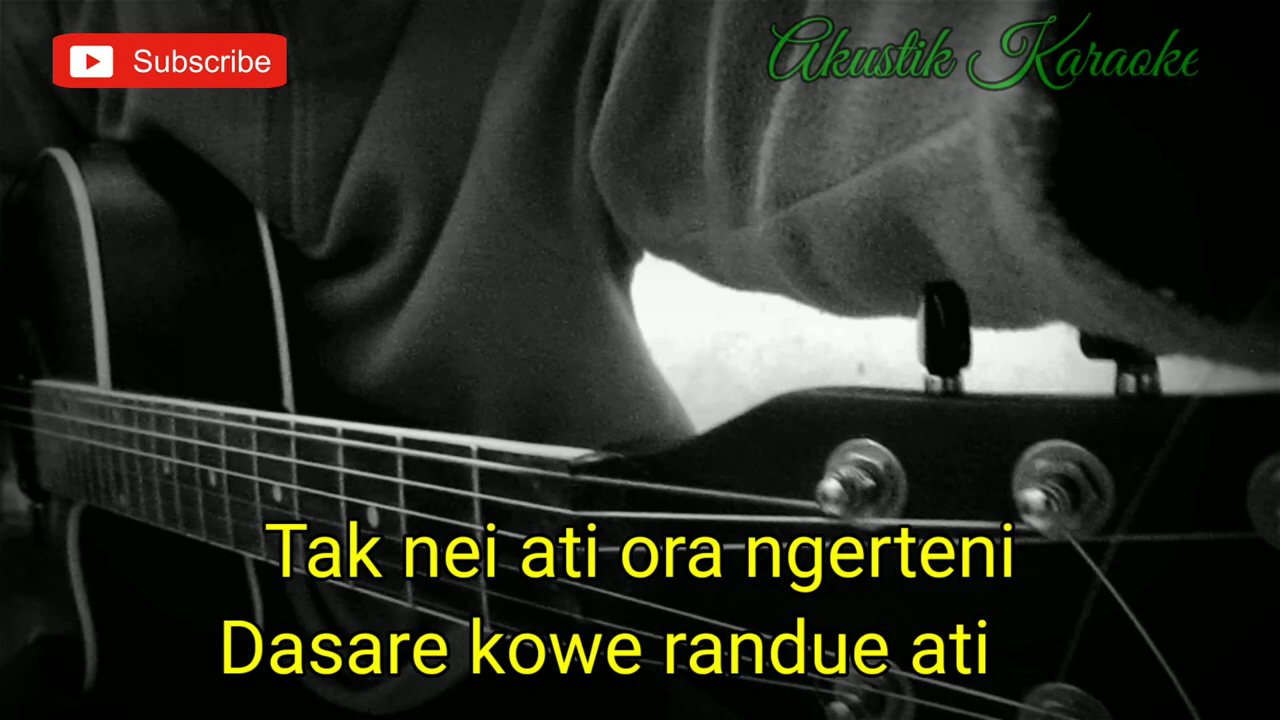 Subscribe
Akustik Karaoke
Tak nei ati ora ngerteni
Dasare kowe randue ati